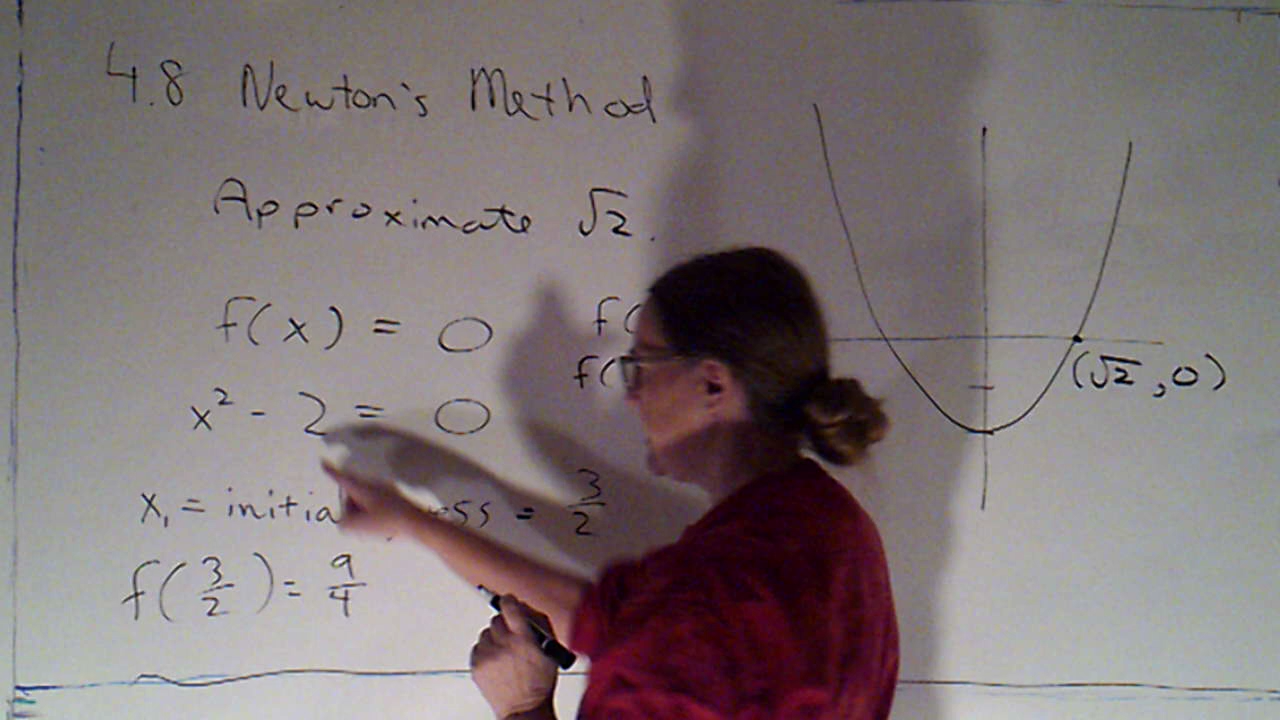 4.8 Newton's Method
Approximate √2.
f(x) = 0
f(
x² - 2 = 0
f(
x₁ = initia ess = 3/2
f(3/2) = 9/4
(√2, 0)